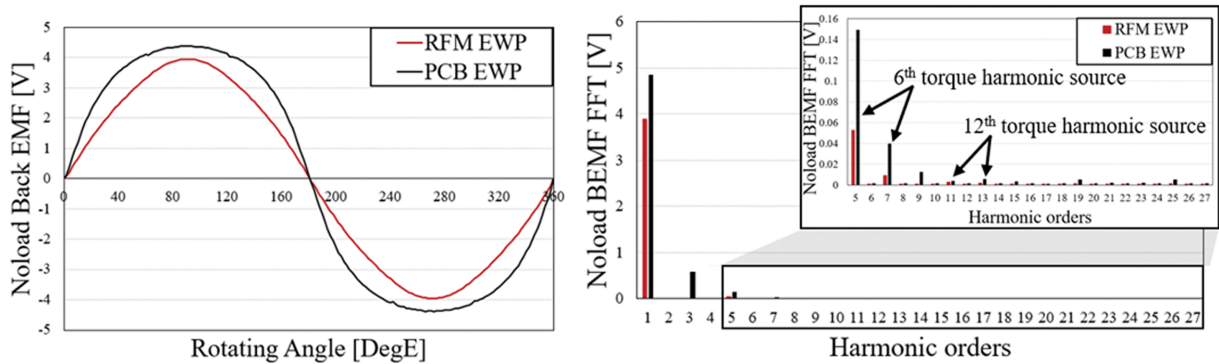 5
4
3
2
1
0
-1
-2
-3
-4
-5
Noload Back EMF [V]
RFM EWP
PCB EWP
40 80 120 160 200 240 280 320 360
Rotating Angle [DegE]
6
5
4
3
2
1
0
Noload BEMF FFT [V]
1 2 3 4 5 6 7 8 9 10 11 12 13 14 15 16 17 18 19 20 21 22 23 24 25 26 27
Harmonic orders
0.16
0.14
0.12
0.1
0.08
0.06
0.04
0.02
0
Noload BEMF FFT [V]
RFM EWP
PCB EWP
6th torque harmonic source
12th torque harmonic source
5 6 7 8 9 10 11 12 13 14 15 16 17 18 19 20 21 22 23 24 25 26 27
Harmonic orders